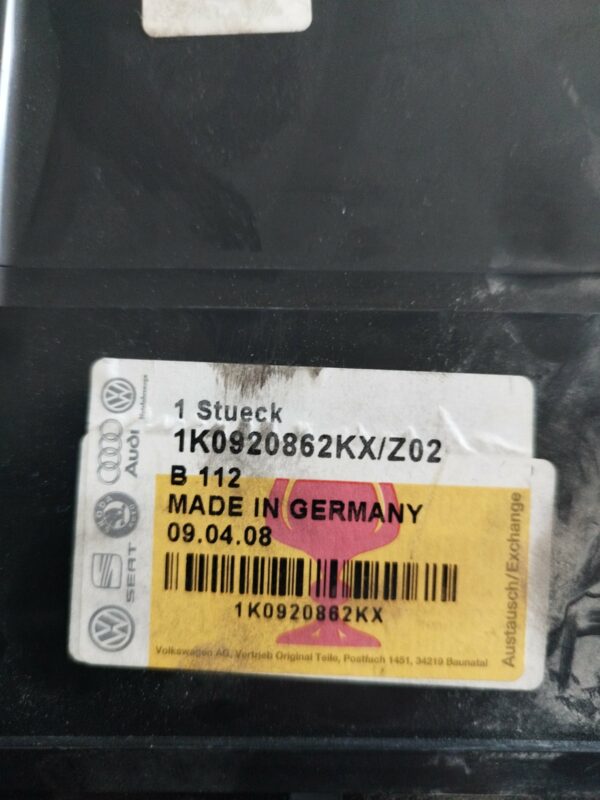 1 Stueck
1K0920862KX/Z02
B 112
MADE IN GERMANY
09.04.08
1K0920862KX
Volkswagen AG, Vertrieb Original Teile, Postfach 1451, 34219 Baunatal
Austausch/Exchange
Audi
SKODA
SEAT